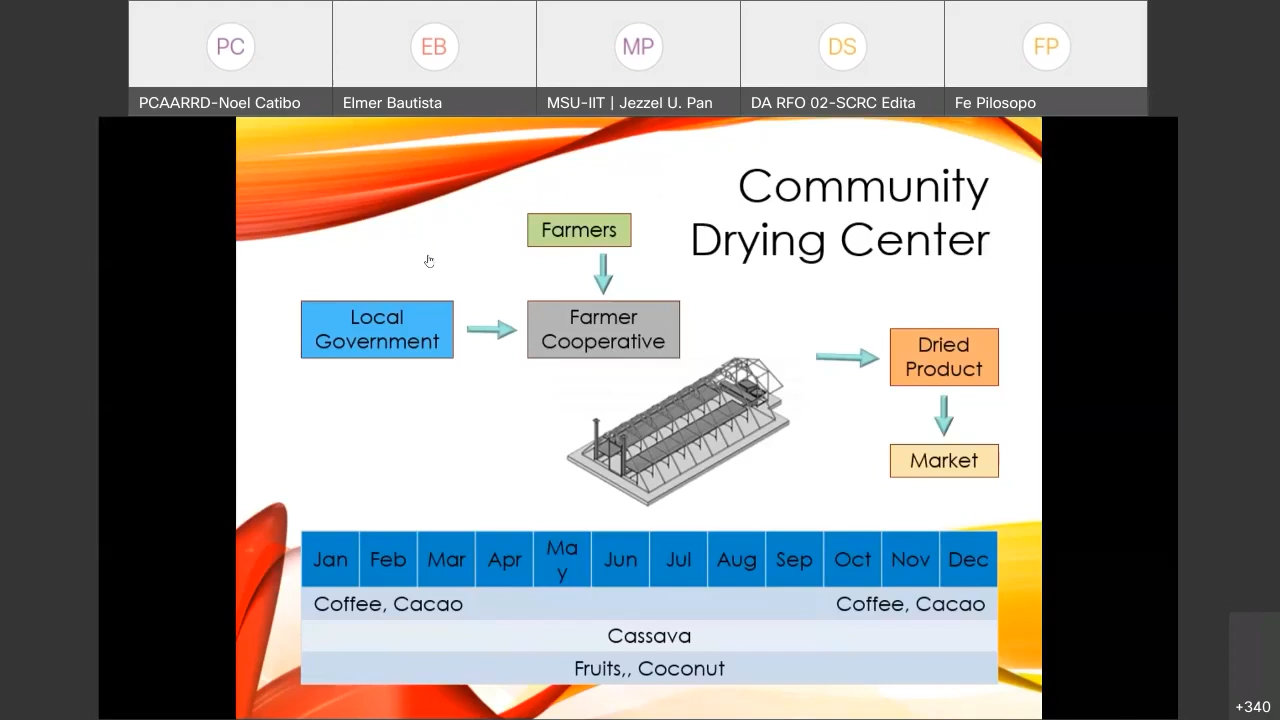 PC
EB
MP
DS
FP
PCAARRD-Noel Catibo
Elmer Bautista
MSU-IIT | Jezzel U. Pan
DA RFO 02-SCRC Edita
Fe Pilosopo
Community
Drying Center
Farmers
Local
Government
Farmer
Cooperative
Dried
Product
Market
Jan
Feb
Mar
Apr
Ma
y
Jun
Jul
Aug
Sep
Oct
Nov
Dec
Coffee, Cacao
Coffee, Cacao
Cassava
Fruits,, Coconut
+340